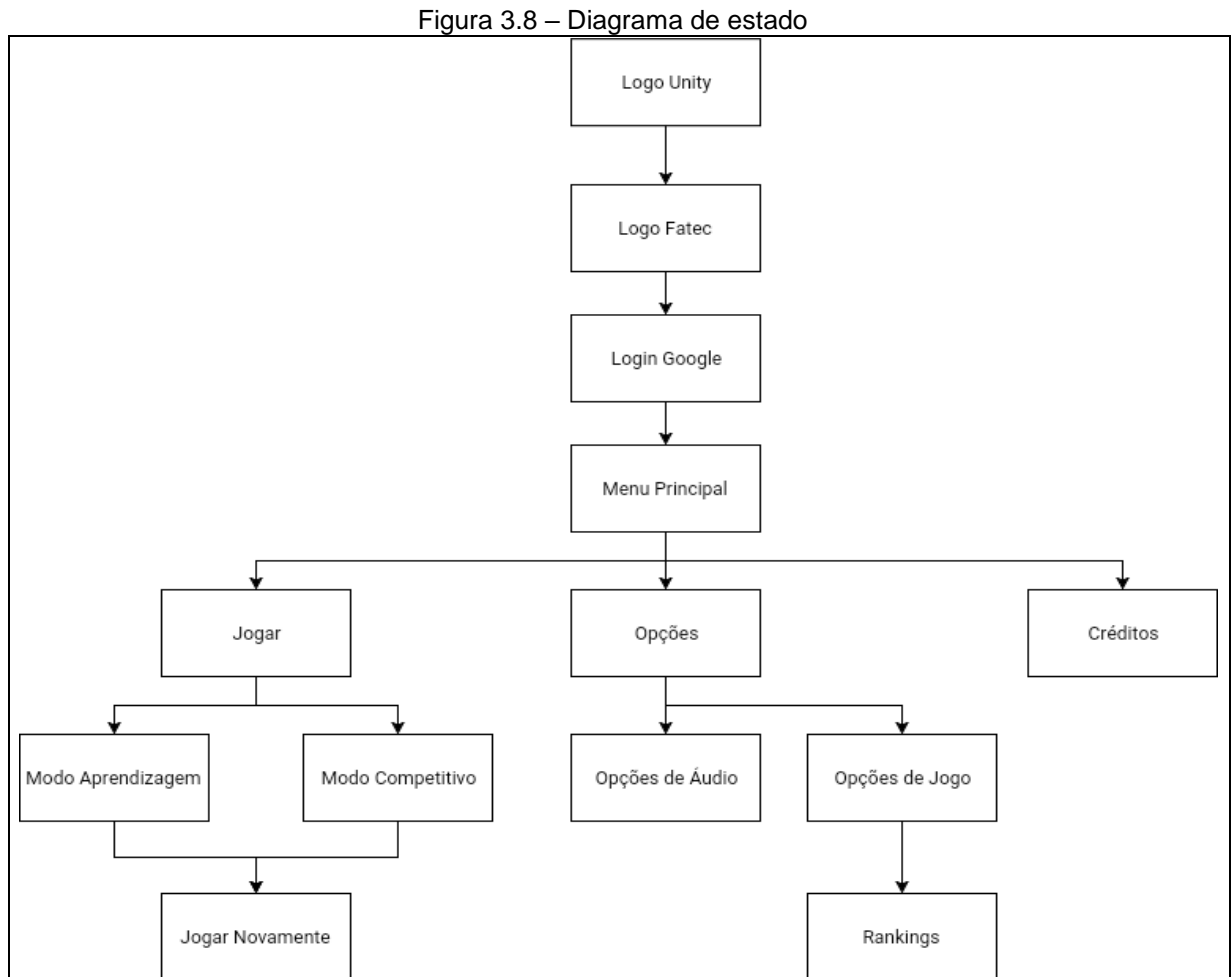 Figura 3.8 – Diagrama de estado
Logo Unity
Logo Fatec
Login Google
Menu Principal
Jogar
Opções
Créditos
Modo Aprendizagem
Modo Competitivo
Opções de Áudio
Opções de Jogo
Jogar Novamente
Rankings